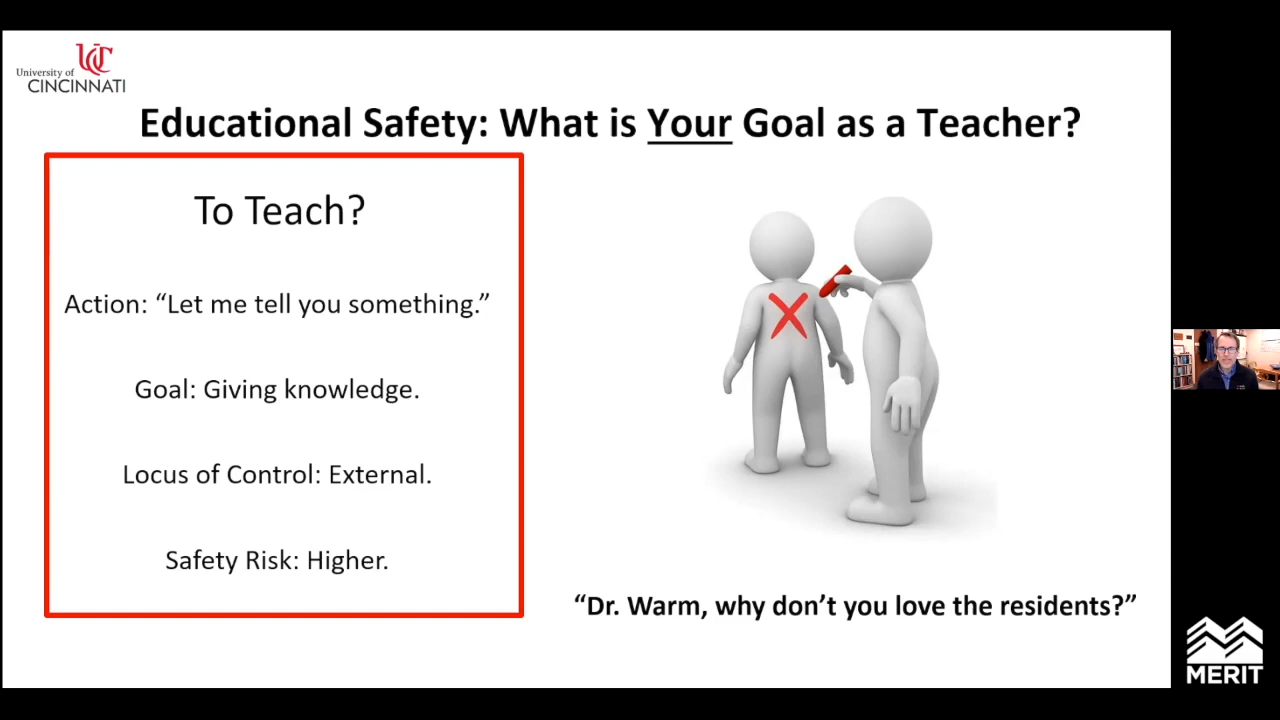 University of
CINCINNATI
Educational Safety: What is Your Goal as a Teacher?
To Teach?
Action: “Let me tell you something.”
Goal: Giving knowledge.
Locus of Control: External.
Safety Risk: Higher.
“Dr. Warm, why don’t you love the residents?”
MERIT